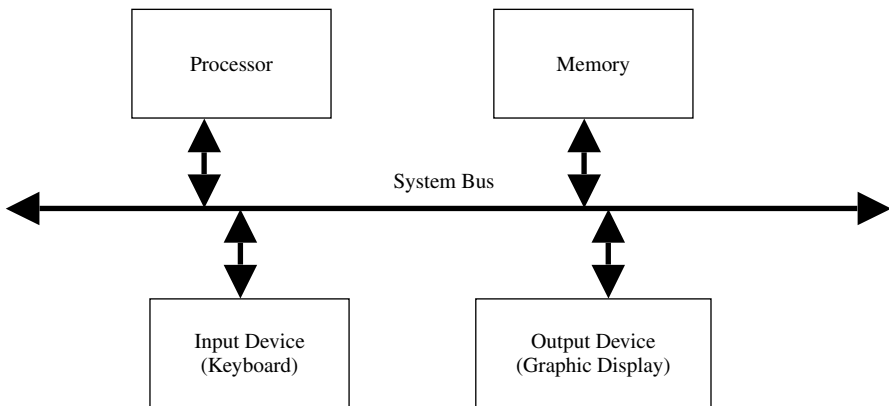 Processor
Memory
System Bus
Input Device
(Keyboard)
Output Device
(Graphic Display)